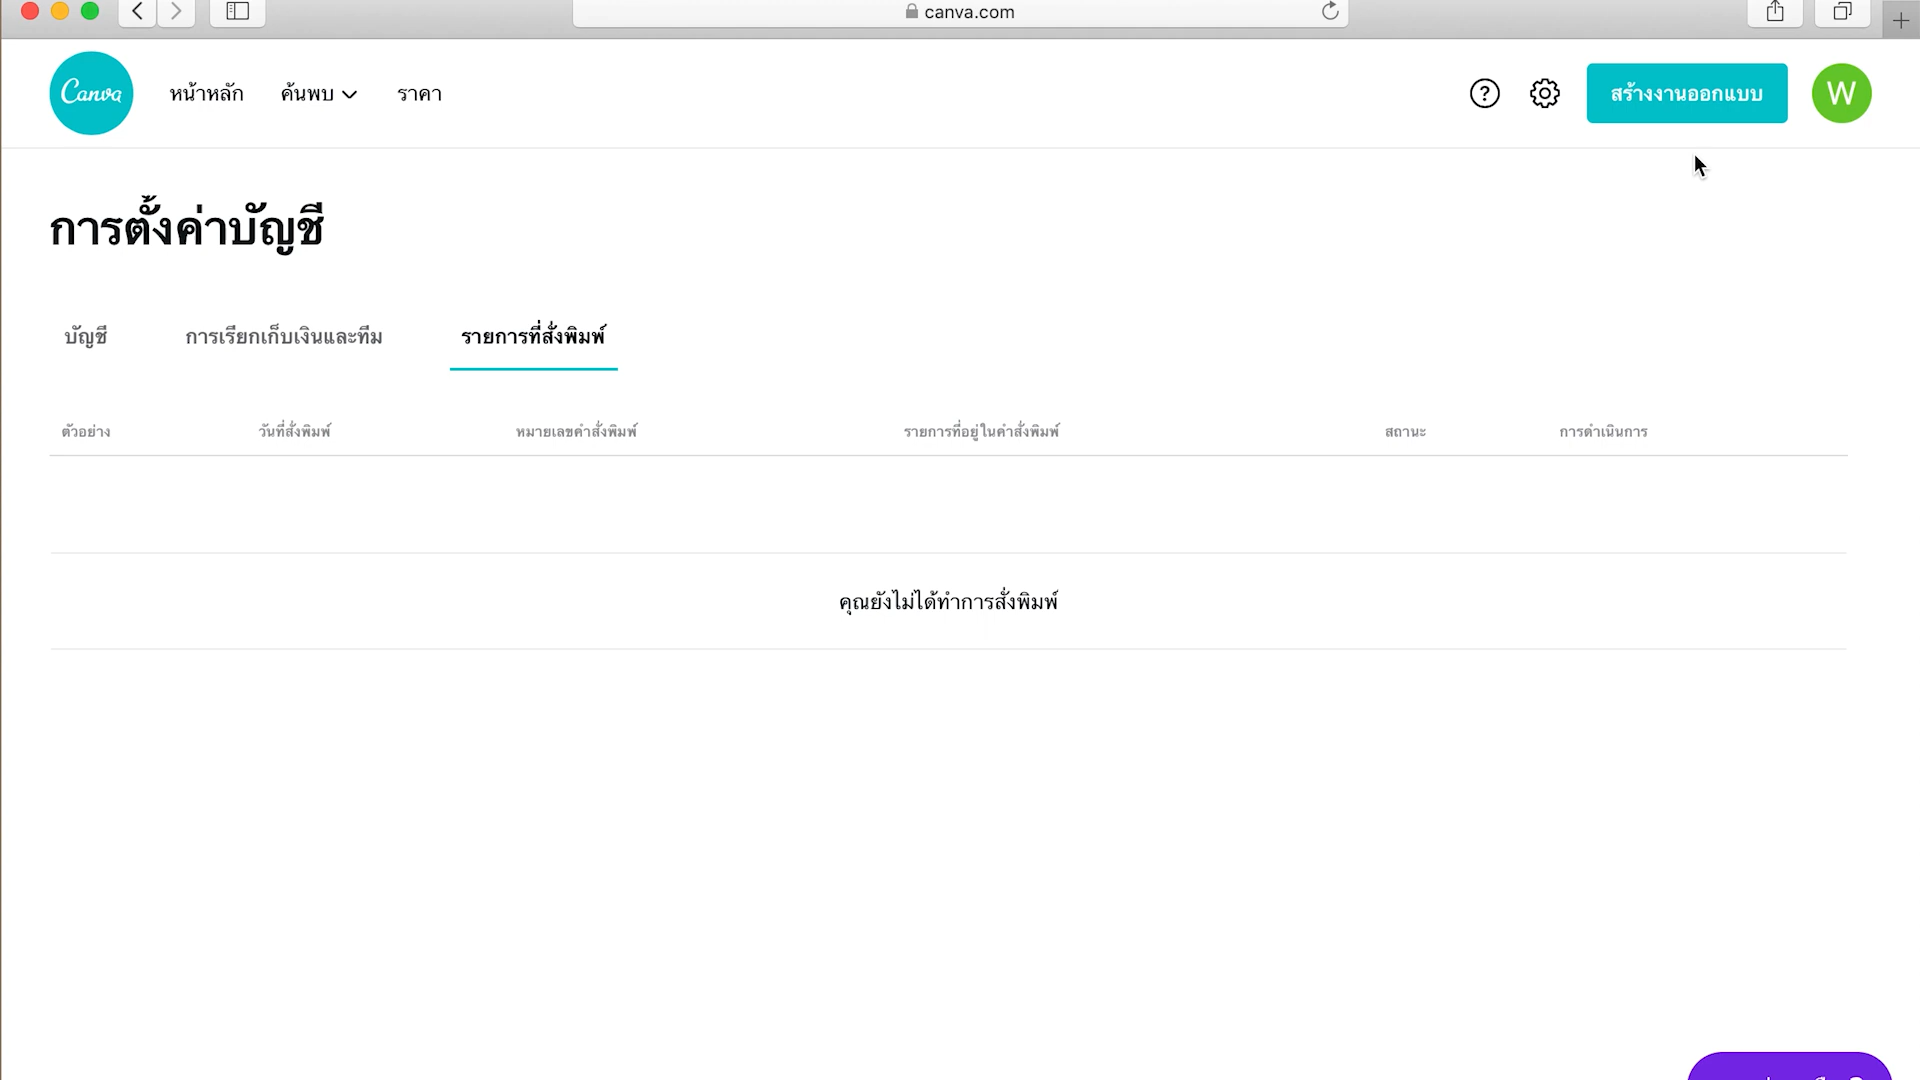 canva.com
Canva
หน้าหลัก
ค้นพบ
ราคา
?
สร้างงานออกแบบ
W
การตั้งค่าบัญชี
บัญชี
การเรียกเก็บเงินและทีม
รายการที่สั่งพิมพ์
ตัวอย่าง
วันที่สั่งพิมพ์
หมายเลขคำสั่งพิมพ์
รายการที่อยู่ในคำสั่งพิมพ์
สถานะ
การดำเนินการ
คุณยังไม่ได้ทำการสั่งพิมพ์